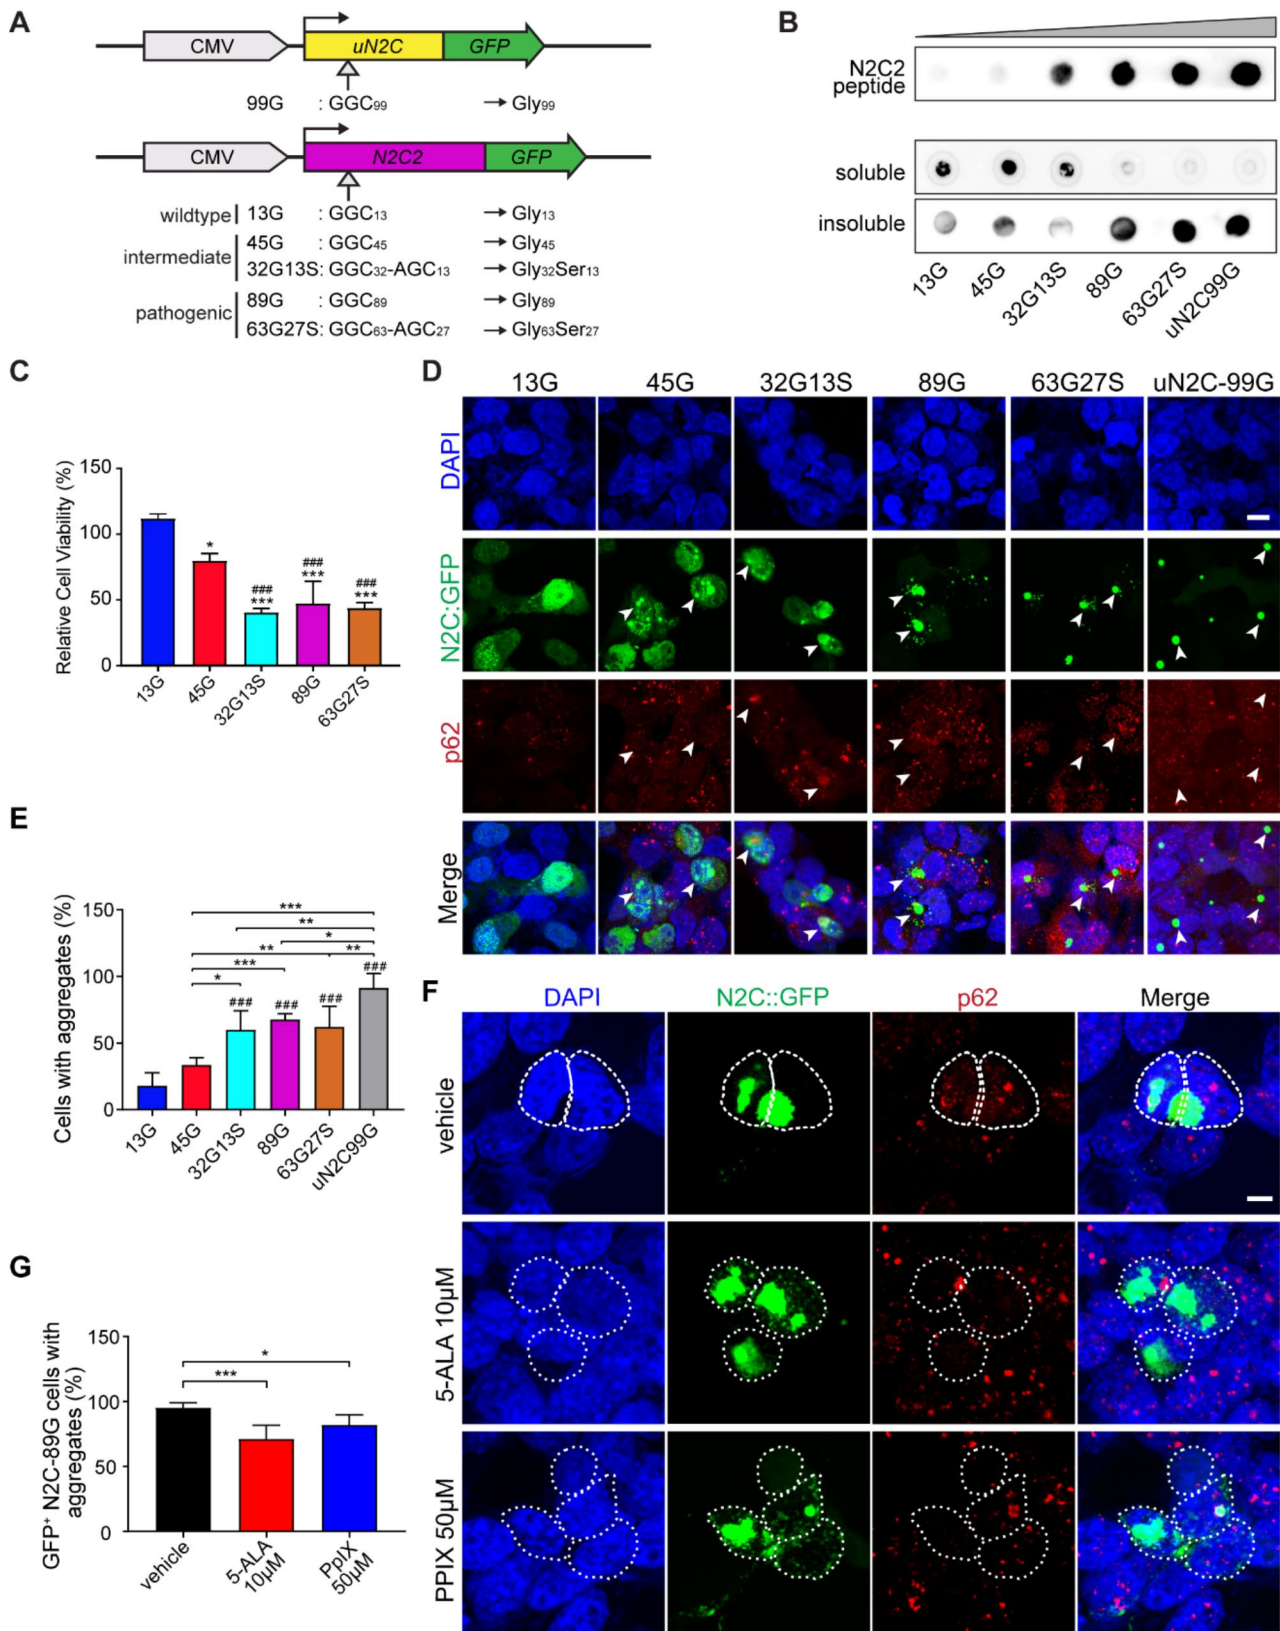 A
CMV
uN2C
GFP
99G : GGC99 → Gly99
CMV
N2C2
GFP
wildtype | 13G : GGC13 → Gly13
intermediate | 45G : GGC45 → Gly45
32G13S: GGC32-AGC13 → Gly32Ser13
pathogenic | 89G : GGC89 → Gly89
63G27S: GGC63-AGC27 → Gly63Ser27
B
N2C2
peptide
soluble
insoluble
13G 45G 32G13S 89G 63G27S uN2C99G
C
Relative Cell Viability (%)
150
100
50
0
*
###
***
###
***
###
***
13G 45G 32G13S 89G 63G27S
D
13G 45G 32G13S 89G 63G27S uN2C-99G
DAPI
N2C:GFP
p62
Merge
E
Cells with aggregates (%)
150
100
50
0
***
**
*
** **
***
*
### ### ### ###
13G 45G 32G13S 89G 63G27S uN2C99G
F
DAPI N2C::GFP p62 Merge
vehicle
5-ALA 10µM
PPIX 50µM
G
GFP+ N2C-89G cells with
aggregates (%)
150
100
50
0
*
***
vehicle
5-ALA
10µM
PpIX
50µM